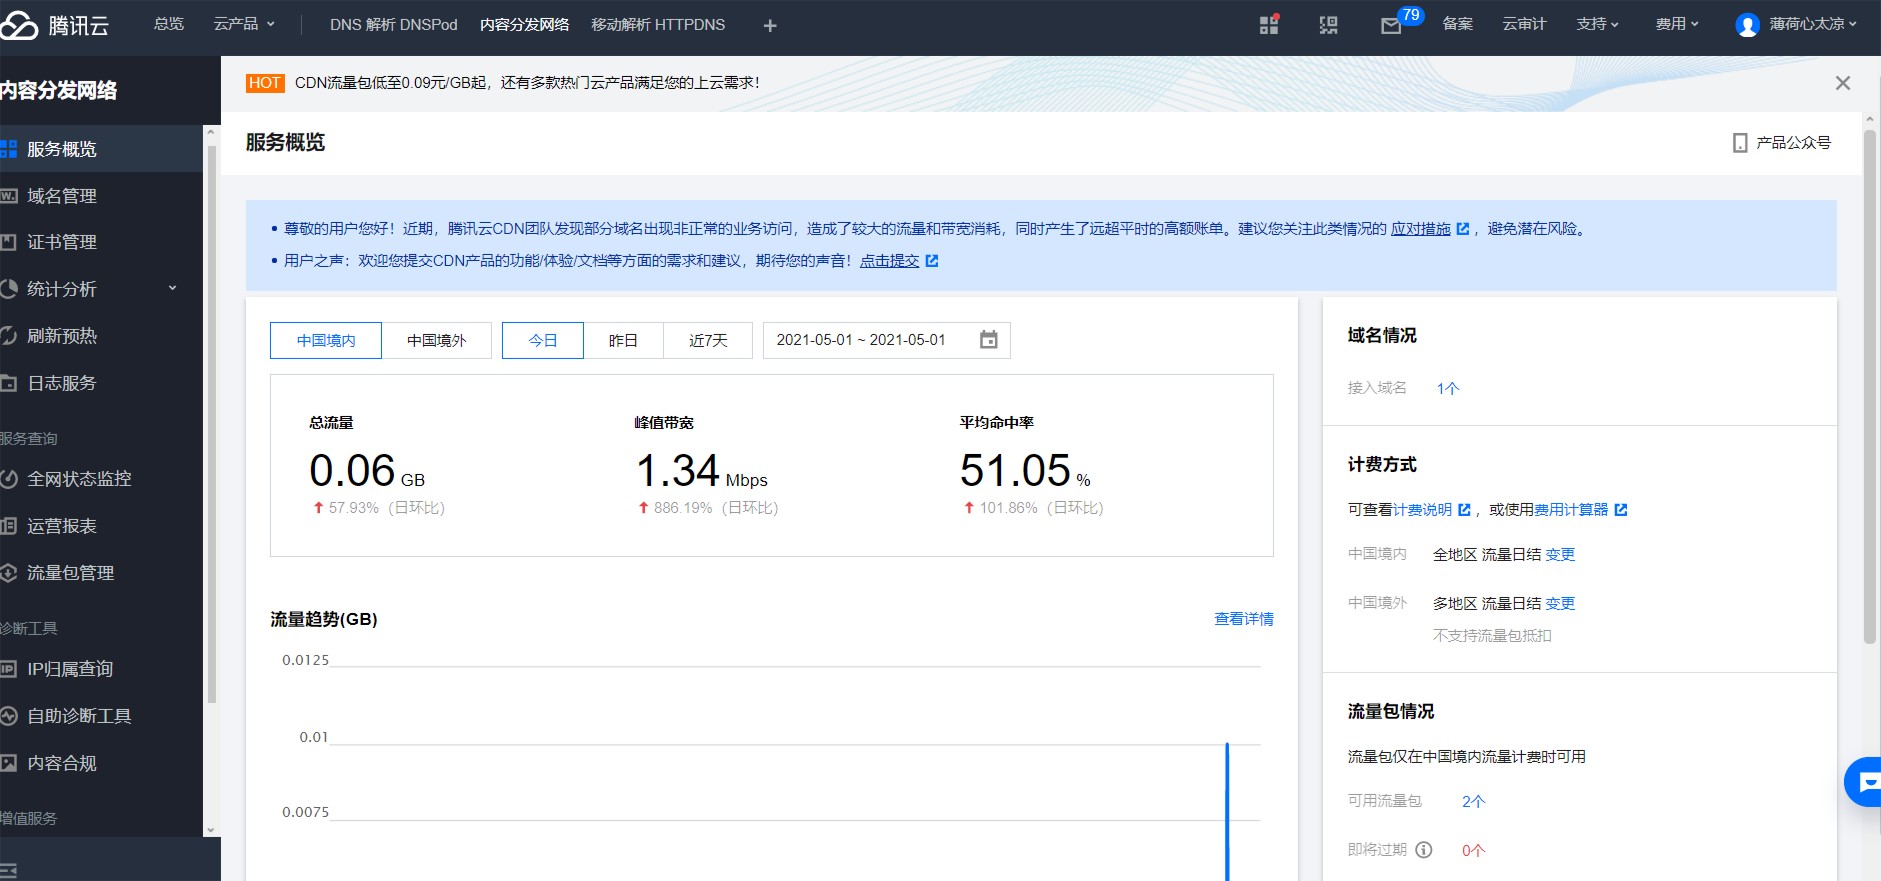 腾讯云
总览
云产品
DNS 解析 DNSPod
内容分发网络
移动解析 HTTPDNS
79
备案
云审计
支持
费用
薄荷心太凉
内容分发网络
服务概览
域名管理
证书管理
统计分析
刷新预热
日志服务
服务查询
全网状态监控
运营报表
流量包管理
诊断工具
IP归属查询
自助诊断工具
内容合规
增值服务
HOT CDN流量包低至0.09元/GB起，还有多款热门云产品满足您的上云需求！
服务概览
产品公众号
• 尊敬的用户您好！近期，腾讯云CDN团队发现部分域名出现非正常的业务访问，造成了较大的流量和带宽消耗，同时产生了远超平时的高额账单。建议您关注此类情况的 应对措施 ，避免潜在风险。
• 用户之声：欢迎您提交CDN产品的功能/体验/文档等方面的需求和建议，期待您的声音！点击提交
中国境内
中国境外
今日
昨日
近7天
2021-05-01 ~ 2021-05-01
总流量
0.06 GB
57.93%（日环比）
峰值带宽
1.34 Mbps
886.19%（日环比）
平均命中率
51.05 %
101.86%（日环比）
流量趋势(GB)
查看详情
0.0125
0.01
0.0075
域名情况
接入域名 1个
计费方式
可查看计费说明 ，或使用费用计算器
中国境内 全地区 流量日结 变更
中国境外 多地区 流量日结 变更
不支持流量包抵扣
流量包情况
流量包仅在中国境内流量计费时可用
可用流量包 2个
即将过期 0个